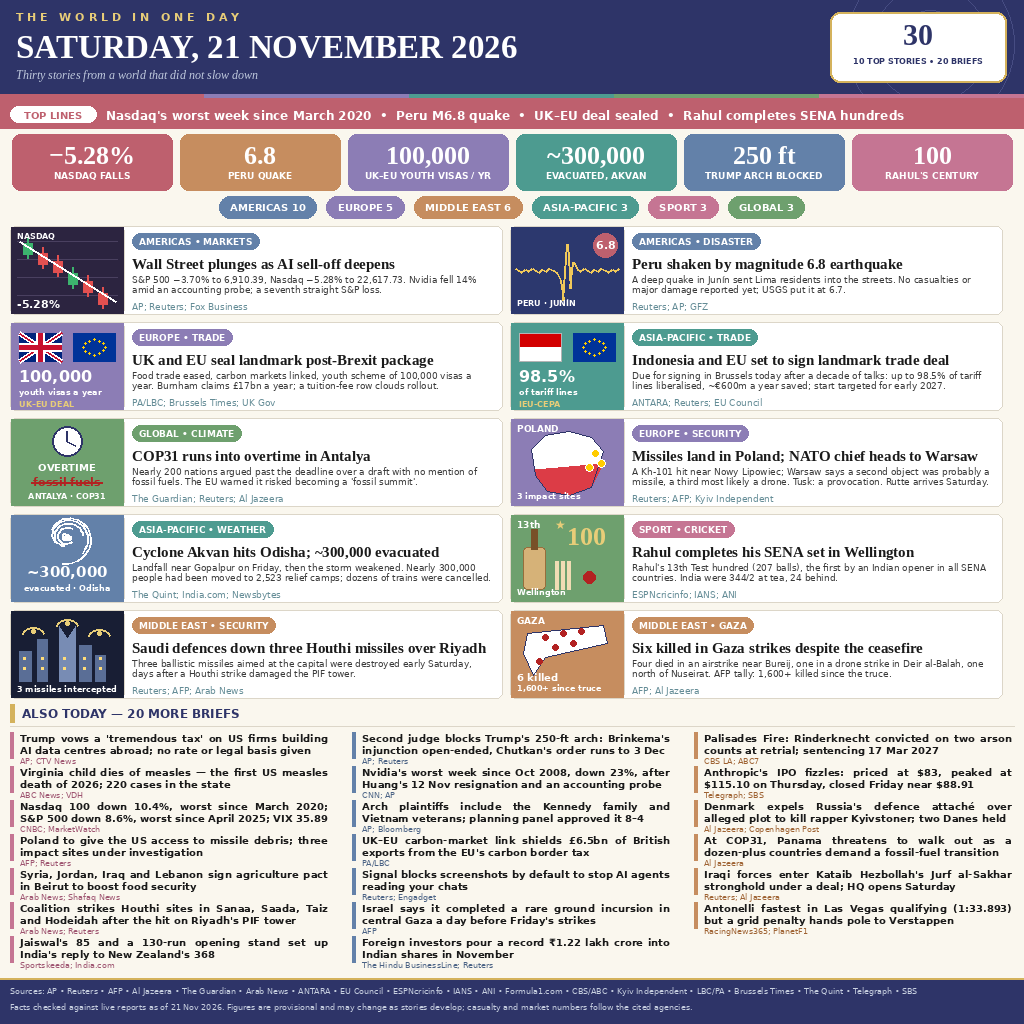 THE WORLD IN ONE DAY
SATURDAY, 21 NOVEMBER 2026
Thirty stories from a world that did not slow down
30
10 TOP STORIES • 20 BRIEFS
TOP LINES
Nasdaq's worst week since March 2020 • Peru M6.8 quake • UK–EU deal sealed • Rahul completes SENA hundreds
−5.28%
NASDAQ FALLS
6.8
PERU QUAKE
100,000
UK–EU YOUTH VISAS / YR
~300,000
EVACUATED, AKVAN
250 ft
TRUMP ARCH BLOCKED
100
RAHUL'S CENTURY
AMERICAS 10
EUROPE 5
MIDDLE EAST 6
ASIA-PACIFIC 3
SPORT 3
GLOBAL 3
NASDAQ
-5.28%
AMERICAS • MARKETS
Wall Street plunges as AI sell-off deepens
S&P 500 −3.70% to 6,910.39, Nasdaq −5.28% to 22,617.73. Nvidia fell 14%
amid an accounting probe; a seventh straight S&P loss.
AP; Reuters; Fox Business
6.8
PERU · JUNÍN
AMERICAS • DISASTER
Peru shaken by magnitude 6.8 earthquake
A deep quake in Junín sent Lima residents into the streets. No casualties or
major damage reported yet; USGS put it at 6.7.
Reuters; AP; GFZ
100,000
youth visas a year
UK–EU DEAL
EUROPE • TRADE
UK and EU seal landmark post-Brexit package
Food trade eased, carbon markets linked, youth scheme of 100,000 visas a
year. Burnham claims £17bn a year; a tuition-fee row clouds rollout.
PA/LBC; Brussels Times; UK Gov
98.5%
of tariff lines
IEU-CEPA
ASIA-PACIFIC • TRADE
Indonesia and EU set to sign landmark trade deal
Due for signing in Brussels today after a decade of talks: up to 98.5% of tariff
lines liberalised, ~€600m a year saved; start targeted for early 2027.
ANTARA; Reuters; EU Council
OVERTIME
fossil fuels
ANTALYA · COP31
GLOBAL • CLIMATE
COP31 runs into overtime in Antalya
Nearly 200 nations argued past the deadline over a draft with no mention of
fossil fuels. The EU warned it risked becoming a 'fossil summit'.
The Guardian; Reuters; Al Jazeera
POLAND
3 impact sites
EUROPE • SECURITY
Missiles land in Poland; NATO chief heads to Warsaw
A Kh-101 hit near Nowy Lipowiec; Warsaw says a second object was probably a
missile, a third most likely a drone. Tusk: a provocation. Rutte arrives Saturday.
Reuters; AFP; Kyiv Independent
~300,000
evacuated · Odisha
ASIA-PACIFIC • WEATHER
Cyclone Akvan hits Odisha; ~300,000 evacuated
Landfall near Gopalpur on Friday, then the storm weakened. Nearly 300,000
people had been moved to 2,523 relief camps; dozens of trains were cancelled.
The Quint; India.com; Newsbytes
13th
★ 100
Wellington
SPORT • CRICKET
Rahul completes his SENA set in Wellington
Rahul's 13th Test hundred (207 balls), the first by an Indian opener in all SENA
countries. India were 344/2 at tea, 24 behind.
ESPNcricinfo; IANS; ANI
3 missiles intercepted
MIDDLE EAST • SECURITY
Saudi defences down three Houthi missiles over Riyadh
Three ballistic missiles aimed at the capital were destroyed early Saturday,
days after a Houthi strike damaged the PIF tower.
Reuters; AFP; Arab News
GAZA
6 killed
1,600+ since truce
MIDDLE EAST • GAZA
Six killed in Gaza strikes despite the ceasefire
Four died in an airstrike near Bureij, one in a drone strike in Deir al-Balah, one
north of Nuseirat. AFP tally: 1,600+ killed since the truce.
AFP; Al Jazeera
ALSO TODAY — 20 MORE BRIEFS
Trump vows a 'tremendous tax' on US firms building
AI data centres abroad; no rate or legal basis given
AP; CTV News
Virginia child dies of measles — the first US measles
death of 2026; 220 cases in the state
ABC News; VDH
Nasdaq 100 down 10.4%, worst since March 2020;
S&P 500 down 8.6%, worst since April 2025; VIX 35.89
CNBC; MarketWatch
Poland to give the US access to missile debris; three
impact sites under investigation
AFP; Reuters
Syria, Jordan, Iraq and Lebanon sign agriculture pact
in Beirut to boost food security
Arab News; Shafaq News
Coalition strikes Houthi sites in Sanaa, Saada, Taiz
and Hodeidah after the hit on Riyadh's PIF tower
Arab News; Reuters
Jaiswal's 85 and a 130-run opening stand set up
India's reply to New Zealand's 368
Sportskeeda; India.com
Second judge blocks Trump's 250-ft arch: Brinkema's
injunction open-ended, Chutkan's order runs to 3 Dec
AP; Reuters
Nvidia's worst week since Oct 2008, down 23%, after
Huang's 12 Nov resignation and an accounting probe
CNN; AP
Arch plaintiffs include the Kennedy family and
Vietnam veterans; planning panel approved it 8–4
AP; Bloomberg
UK–EU carbon-market link shields £6.5bn of British
exports from the EU's carbon border tax
PA/LBC
Signal blocks screenshots by default to stop AI agents
reading your chats
Reuters; Engadget
Israel says it completed a rare ground incursion in
central Gaza a day before Friday's strikes
AFP
Foreign investors pour a record ₹1.22 lakh crore into
Indian shares in November
The Hindu BusinessLine; Reuters
Palisades Fire: Rinderknecht convicted on two arson
counts at retrial; sentencing 17 Mar 2027
CBS LA; ABC7
Anthropic's IPO fizzles: priced at $83, peaked at
$115.10 on Thursday, closed Friday near $88.91
Telegraph; SBS
Denmark expels Russia's defence attaché over
alleged plot to kill rapper Kyivstoner; two Danes held
Al Jazeera; Copenhagen Post
At COP31, Panama threatens to walk out as a
dozen-plus countries demand a fossil-fuel transition
Al Jazeera
Iraqi forces enter Kataib Hezbollah's Jurf al-Sakhar
stronghold under a deal; HQ opens Saturday
Reuters; Al Jazeera
Antonelli fastest in Las Vegas qualifying (1:33.893)
but a grid penalty hands pole to Verstappen
RacingNews365; PlanetF1
Sources: AP • Reuters • AFP • Al Jazeera • The Guardian • Arab News • ANTARA • EU Council • ESPNcricinfo • IANS • ANI • Formula1.com • CBS/ABC • Kyiv Independent • LBC/PA • Brussels Times • The Quint • Telegraph • SBS
Facts checked against live reports as of 21 Nov 2026. Figures are provisional and may change as stories develop; casualty and market numbers follow the cited agencies.